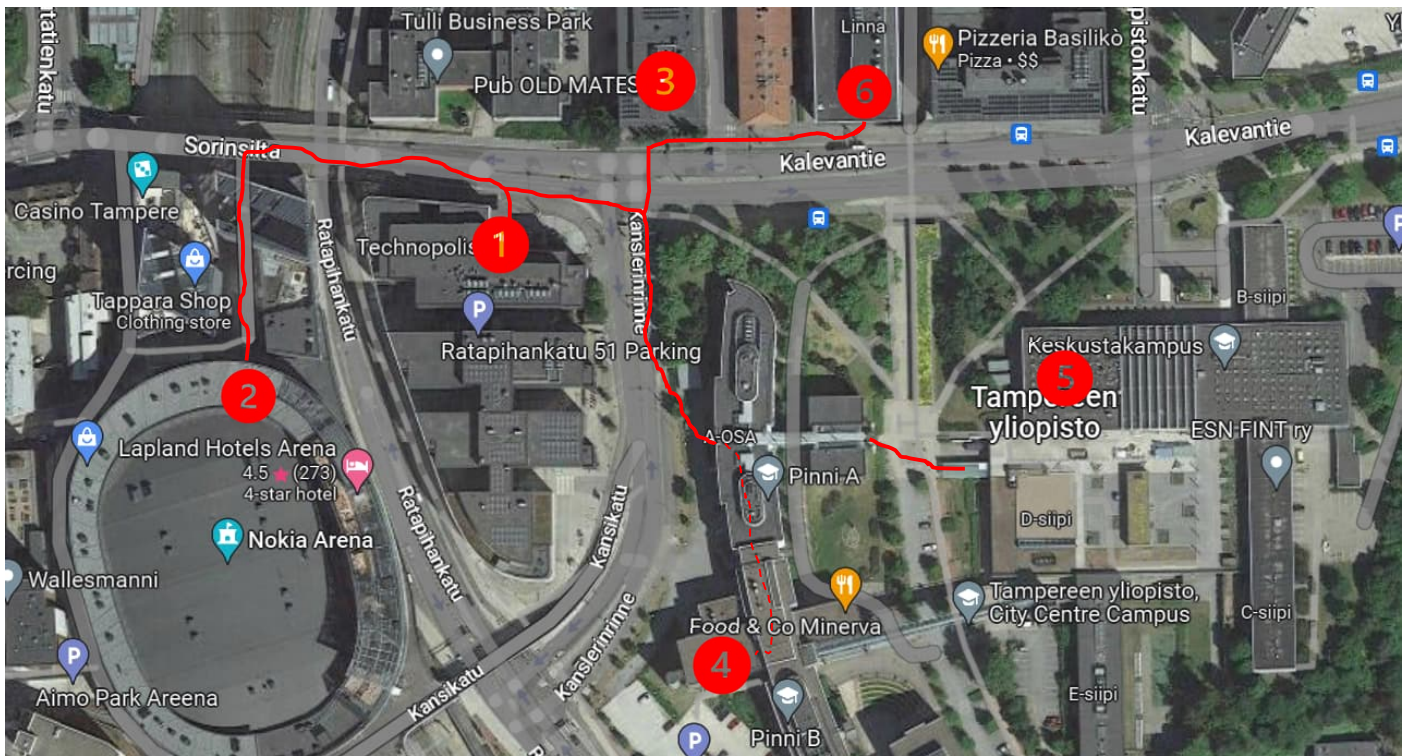 tatienkatu
Tulli Business Park
Linna
Pizzeria Basilikò
Pizza • $$
pistonkatu
Pub OLD MATES
3
6
Sorinsilta
Kalevantie
Kalevantie
Casino Tampere
Technopolis
1
Ratapihankatu
Kanslerinrinne
rcing
Tappara Shop
Clothing store
P
P
B-siipi
Ratapihankatu 51 Parking
Keskustakampus
2
5
Tampereen
yliopisto
A-OSA
ESN FINT ry
Lapland Hotels Arena
4.5 ★ (273)
4-star hotel
Pinni A
Ratapihankatu
Kansikatu
D-siipi
Nokia Arena
Wallesmanni
Tampereen yliopisto,
City Centre Campus
C-siipi
Food & Co Minerva
4
Kanslerinrinne
Kansikatu
P
Aimo Park Areena
E-siipi
P
Pinni B